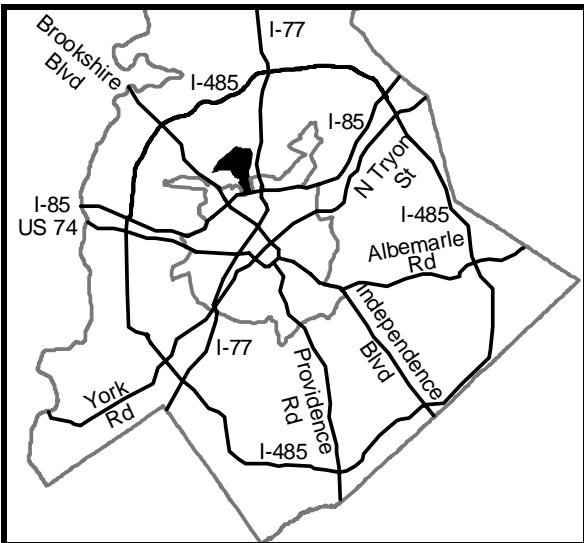 I-77
Brookshire
Blvd
I-485
I-85
N Tryon
St
I-85
US 74
I-485
Albemarle
Rd
Independence
Blvd
I-77
Providence
Rd
York
Rd
I-485